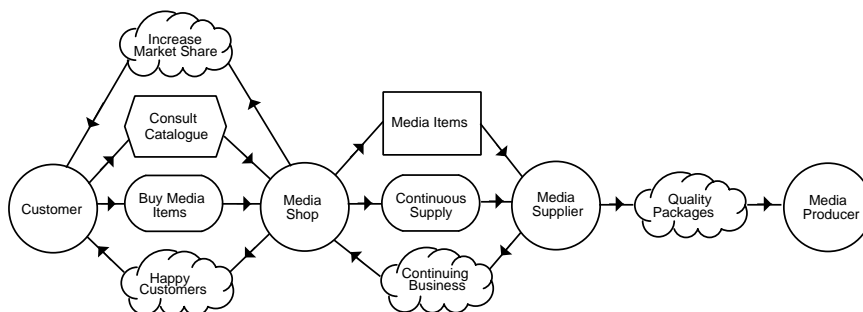 Increase
Market Share
Consult
Catalogue
Media Items
Customer
Buy Media
Items
Media
Shop
Continuous
Supply
Media
Supplier
Quality
Packages
Media
Producer
Happy
Customers
Continuing
Business